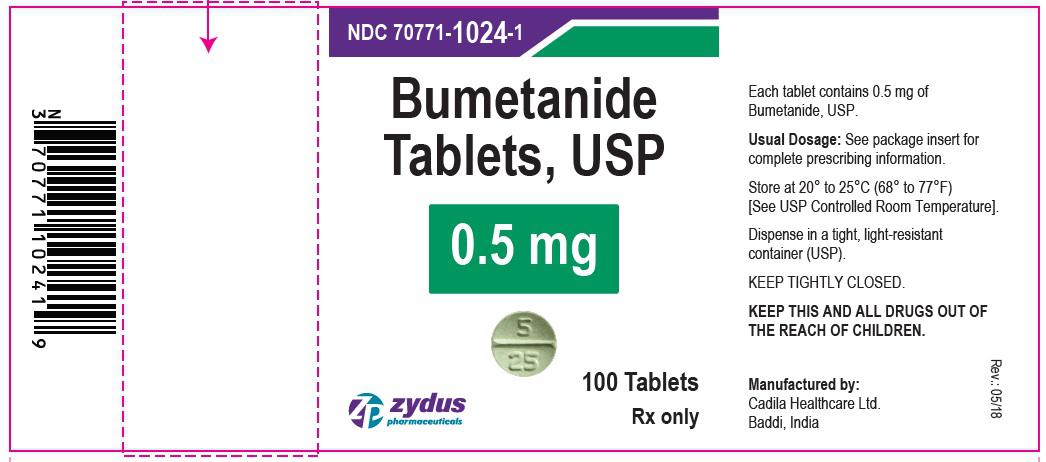 N
3 70771 10241 9
NDC 70771-1024-1
Bumetanide
Tablets, USP
0.5 mg
5
25
100 Tablets
Rx only
zydus
pharmaceuticals
Each tablet contains 0.5 mg of
Bumetanide, USP.
Usual Dosage: See package insert for
complete prescribing information.
Store at 20° to 25°C (68° to 77°F)
[See USP Controlled Room Temperature].
Dispense in a tight, light-resistant
container (USP).
KEEP TIGHTLY CLOSED.
KEEP THIS AND ALL DRUGS OUT OF
THE REACH OF CHILDREN.
Manufactured by:
Cadila Healthcare Ltd.
Baddi, India
Rev.: 05/18